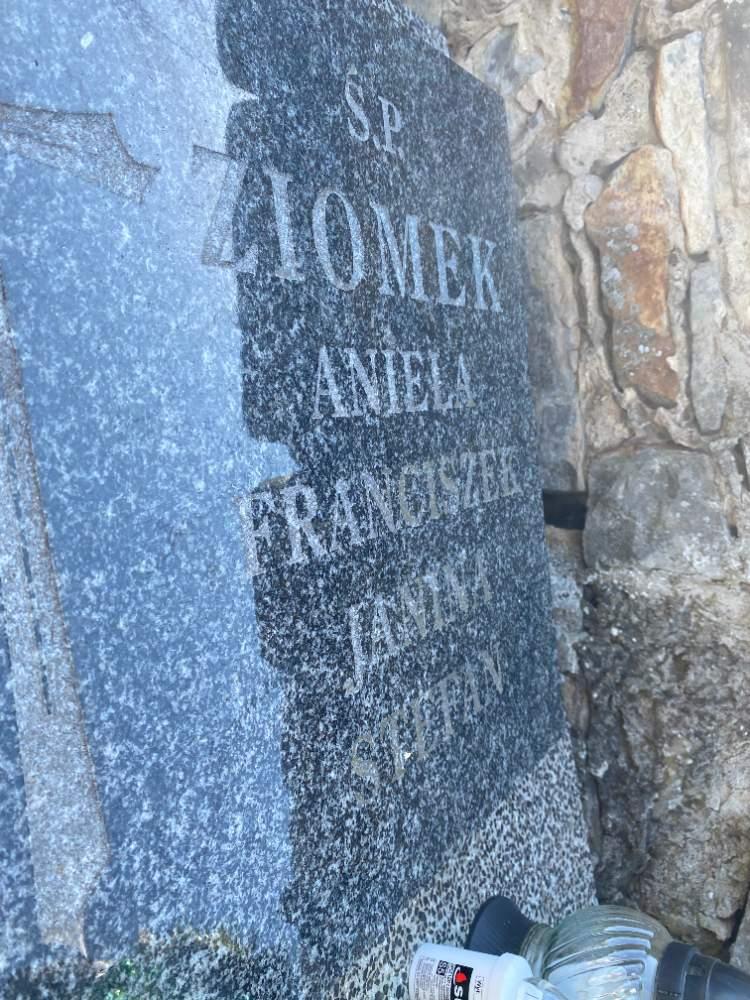 Ś.P.
ZIOMEK
ANIELA
FRANCISZEK
JANINA
STEFAN